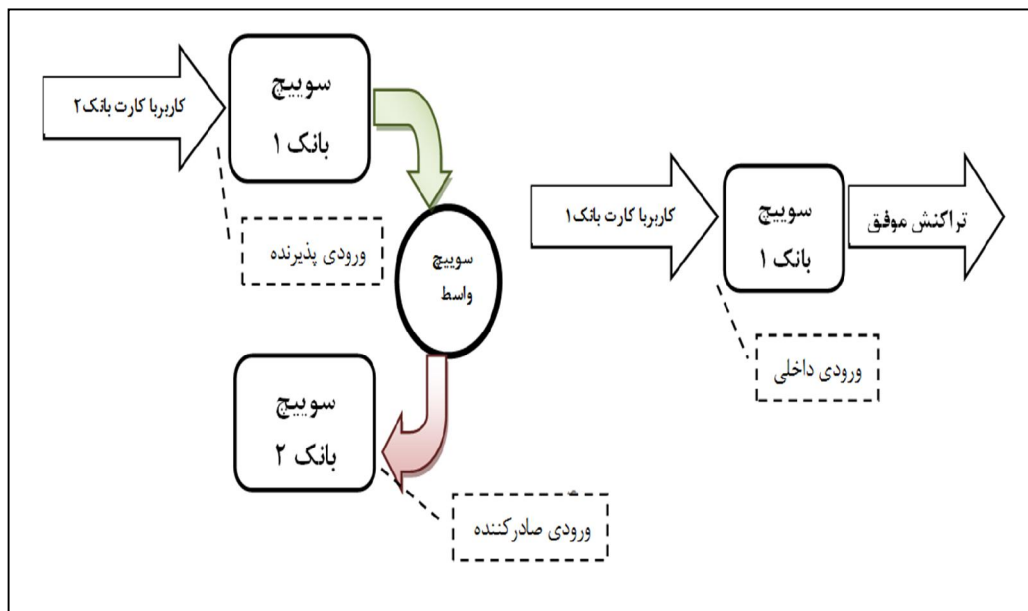 سوییچ
بانک ۱
کاربربا کارت بانک۲
ورودی پذیرنده
سوییچ
واسط
سوییچ
بانک ۲
ورودی صادرکننده
کاربربا کارت بانک۱
سوییچ
بانک ۱
تراکنش موفق
ورودی داخلی